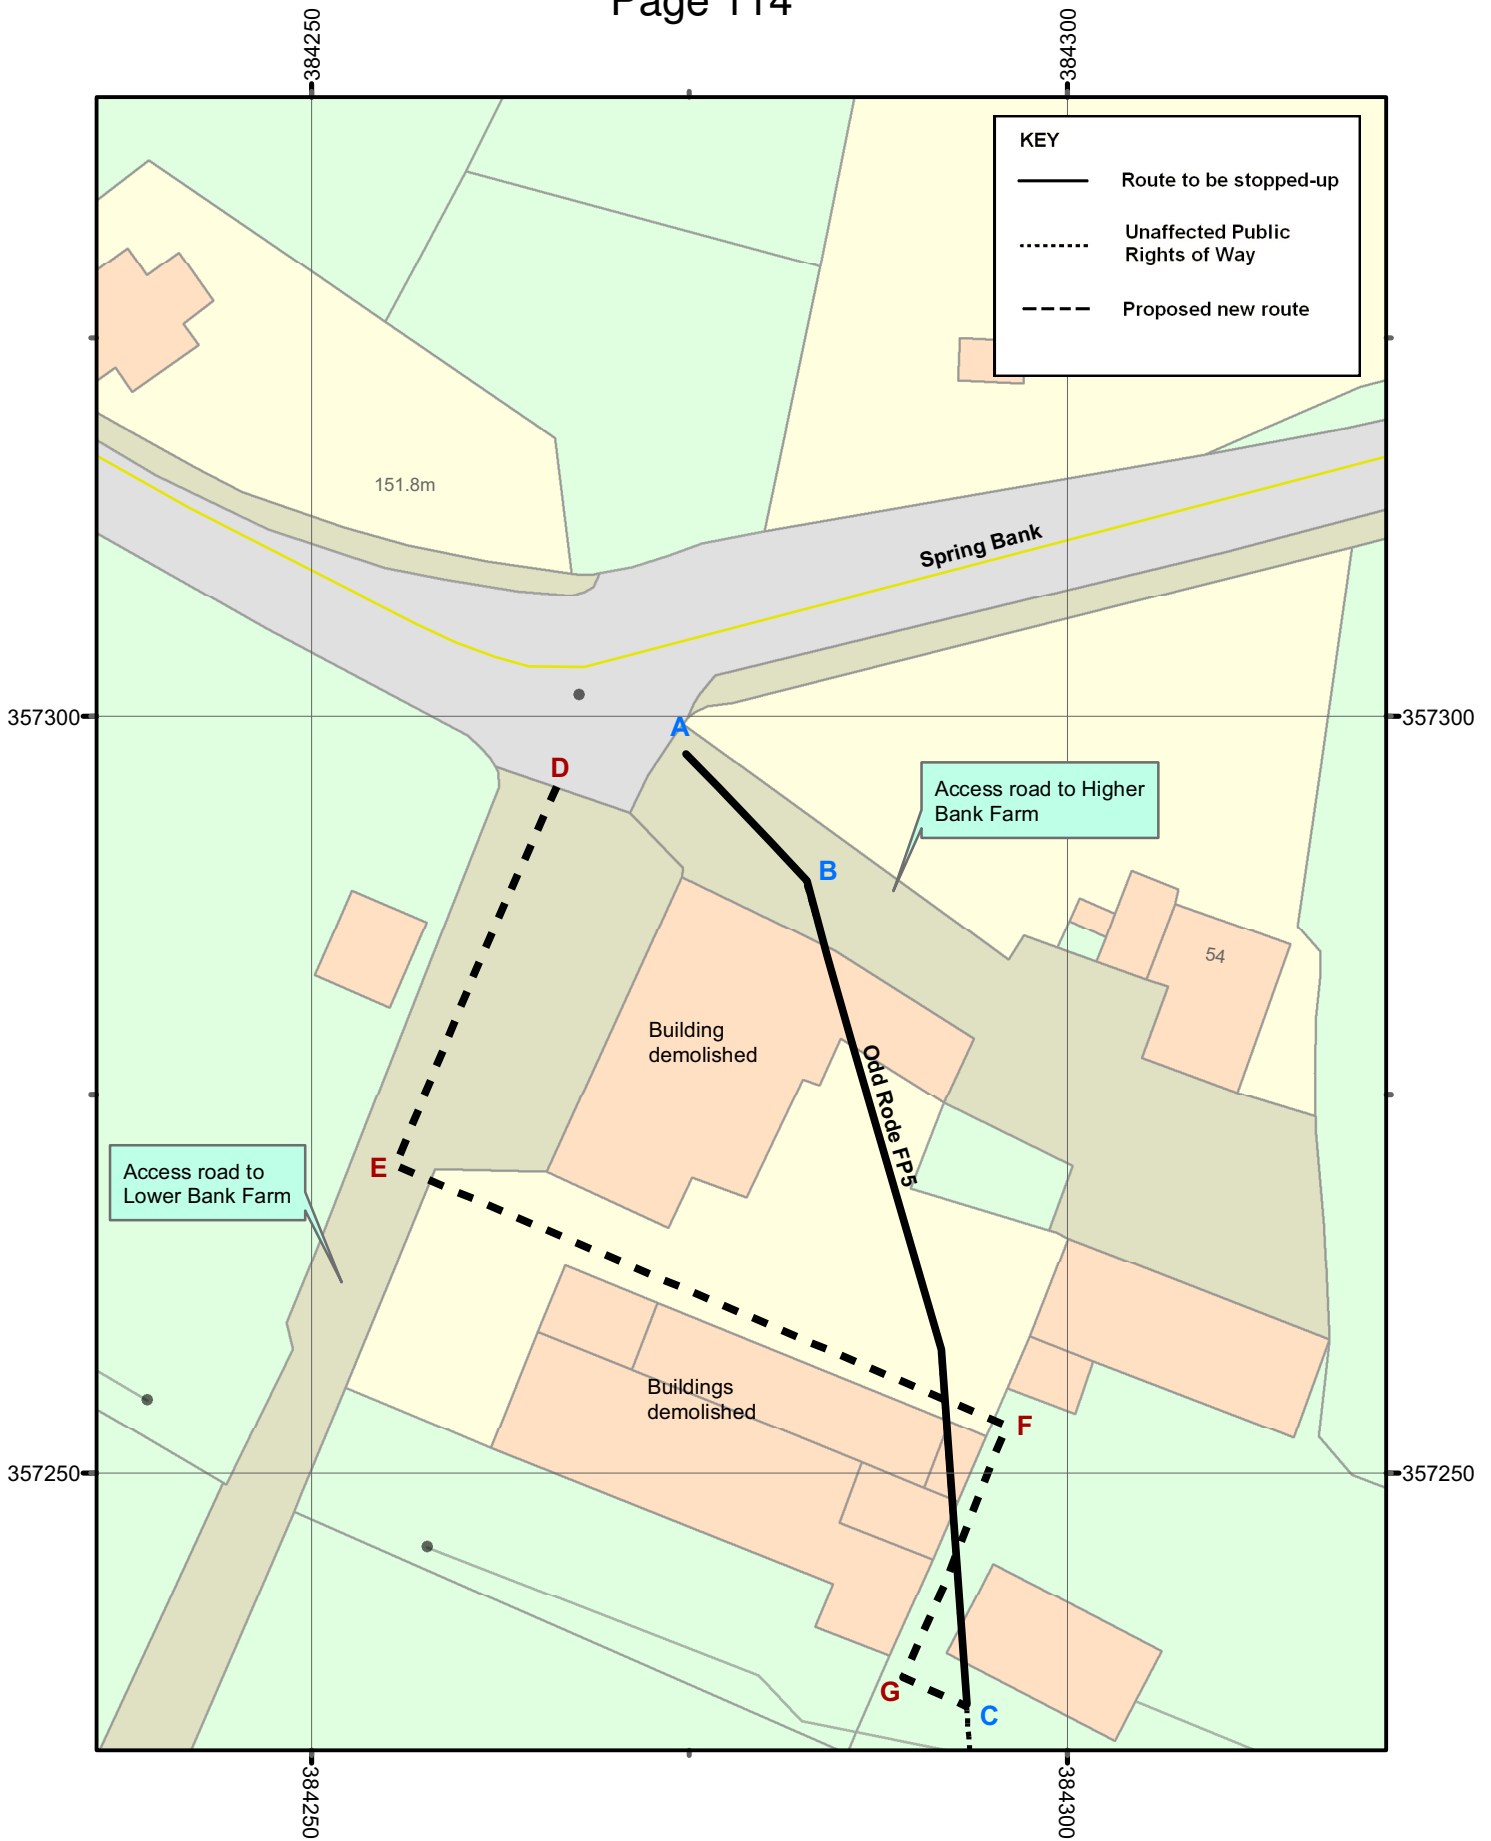 Page 114
384250
384300
KEY
Route to be stopped-up
Unaffected Public
Rights of Way
Proposed new route
151.8m
Spring Bank
357300
357300
A
D
Access road to Higher
Bank Farm
B
54
Building
demolished
Odd Rode FP5
E
Access road to
Lower Bank Farm
Buildings
demolished
F
357250
357250
G
C
384250
384300